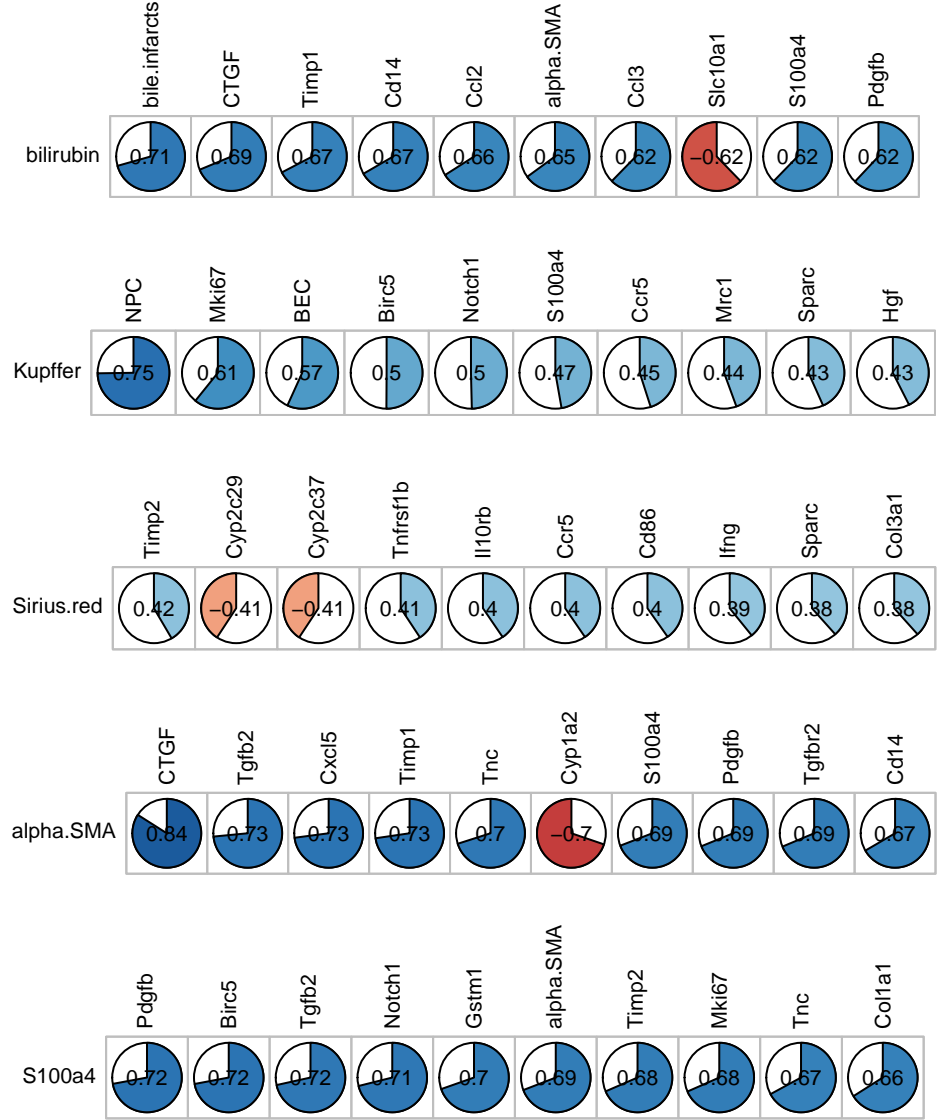 bile.infarcts CTGF Timp1 Cd14 Ccl2 alpha.SMA Ccl3 Slc10a1 S100a4 Pdgfb
bilirubin 0.71 0.69 0.67 0.67 0.66 0.65 0.62 −0.62 0.62 0.62
NPC Mki67 BEC Birc5 Notch1 S100a4 Ccr5 Mrc1 Sparc Hgf
Kupffer 0.75 0.61 0.57 0.5 0.5 0.47 0.45 0.44 0.43 0.43
Timp2 Cyp2c29 Cyp2c37 Tnfrsf1b Il10rb Ccr5 Cd86 Ifng Sparc Col3a1
Sirius.red 0.42 −0.41 −0.41 0.41 0.4 0.4 0.4 0.39 0.38 0.38
CTGF Tgfb2 Cxcl5 Timp1 Tnc Cyp1a2 S100a4 Pdgfb Tgfbr2 Cd14
alpha.SMA 0.84 0.73 0.73 0.73 0.7 −0.7 0.69 0.69 0.69 0.67
Pdgfb Birc5 Tgfb2 Notch1 Gstm1 alpha.SMA Timp2 Mki67 Tnc Col1a1
S100a4 0.72 0.72 0.72 0.71 0.7 0.69 0.68 0.68 0.67 0.66